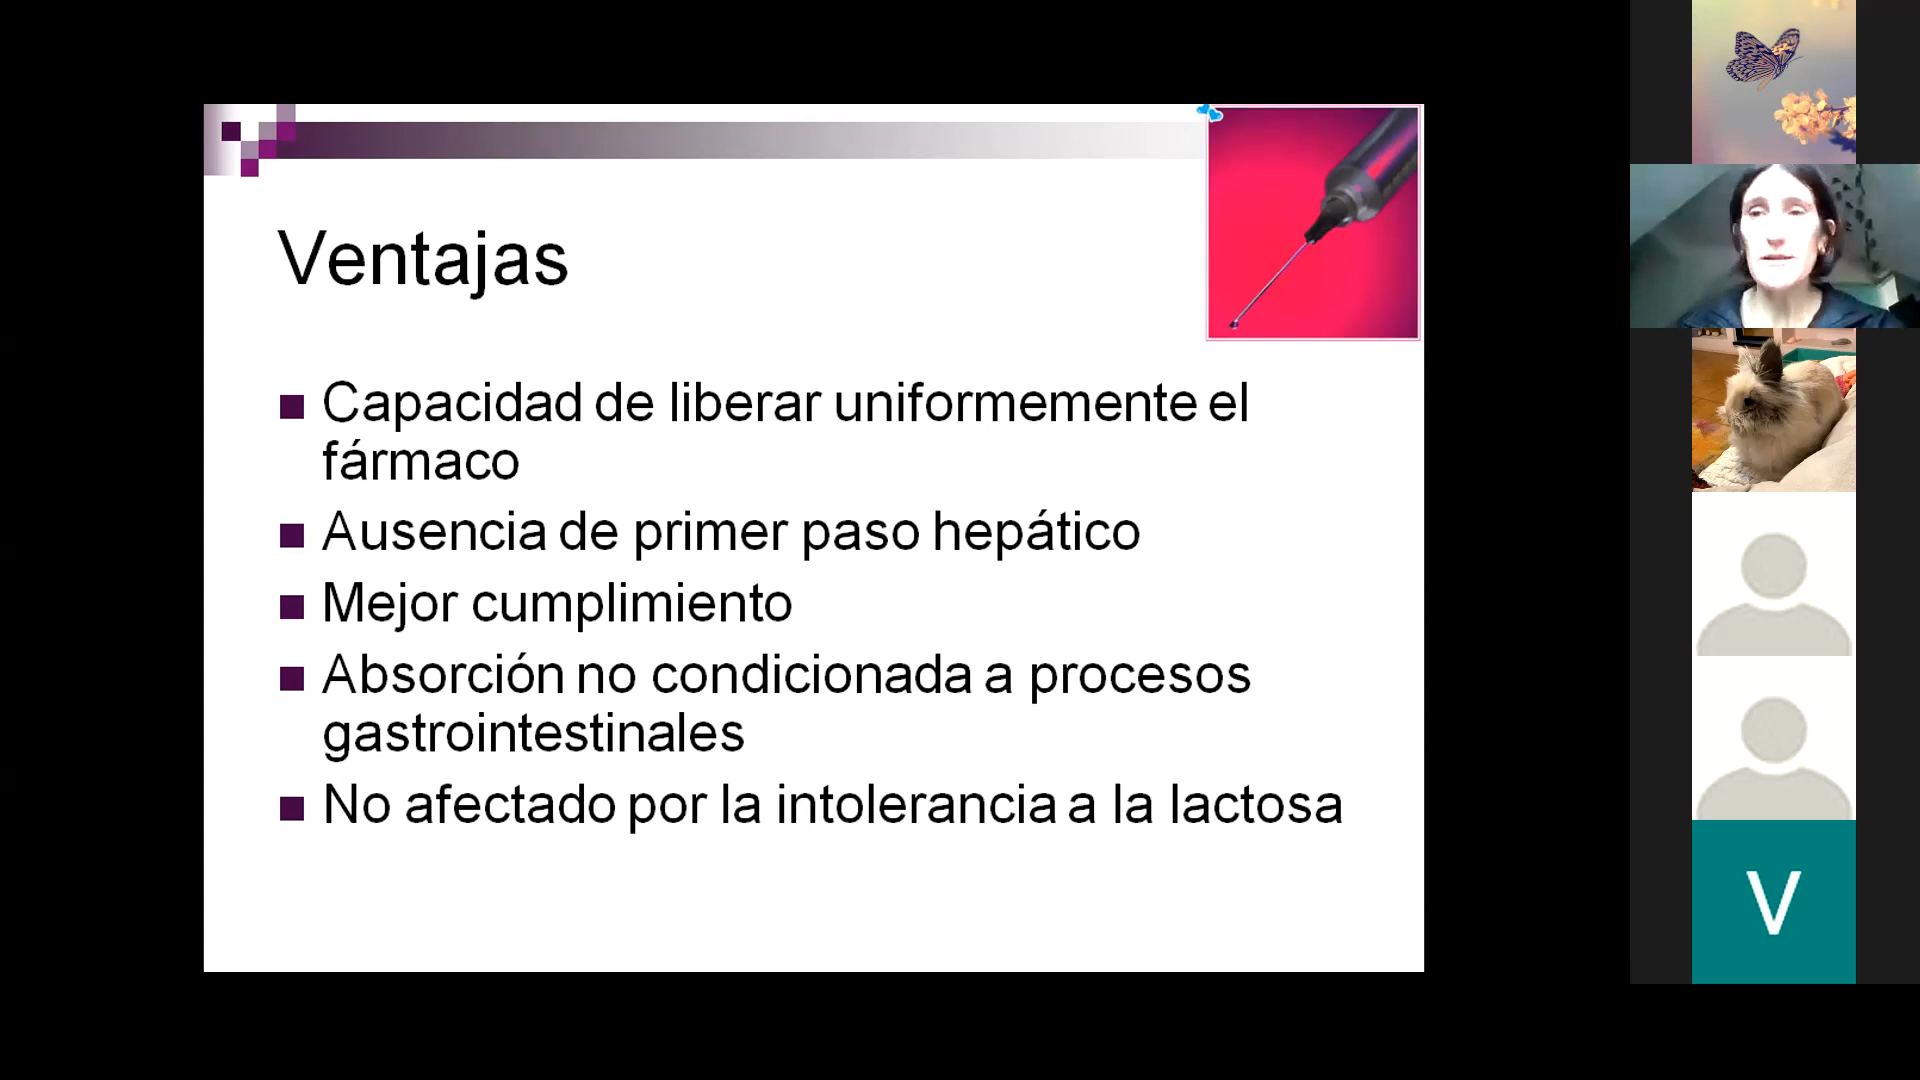 Ventajas
Capacidad de liberar uniformemente el
fármaco
Ausencia de primer paso hepático
Mejor cumplimiento
Absorción no condicionada a procesos
gastrointestinales
No afectado por la intolerancia a la lactosa
V